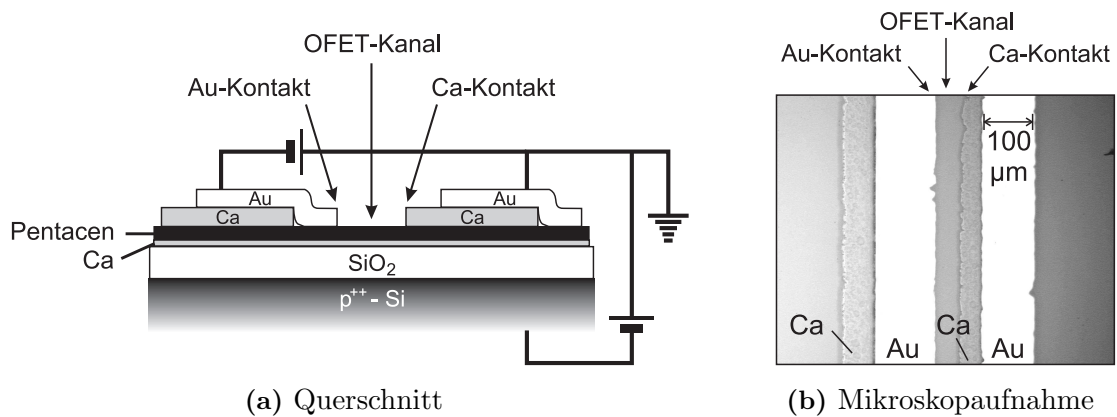 OFET-Kanal
Au-Kontakt
Ca-Kontakt
Au
Au
Ca
Ca
Pentacen
Ca
SiO₂
p⁺⁺- Si
(a) Querschnitt
OFET-Kanal
Au-Kontakt
Ca-Kontakt
100
µm
Ca
Au
Ca
Au
(b) Mikroskopaufnahme